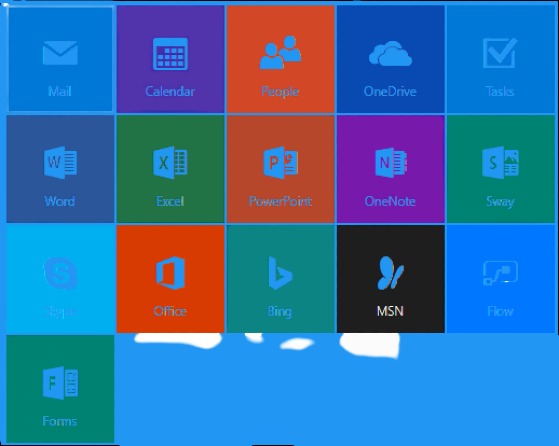 Mail
Calendar
People
OneDrive
Tasks
W Word
X Excel
P PowerPoint
N OneNote
S Sway
S Skype
Office
Bing
MSN
Flow
F Forms